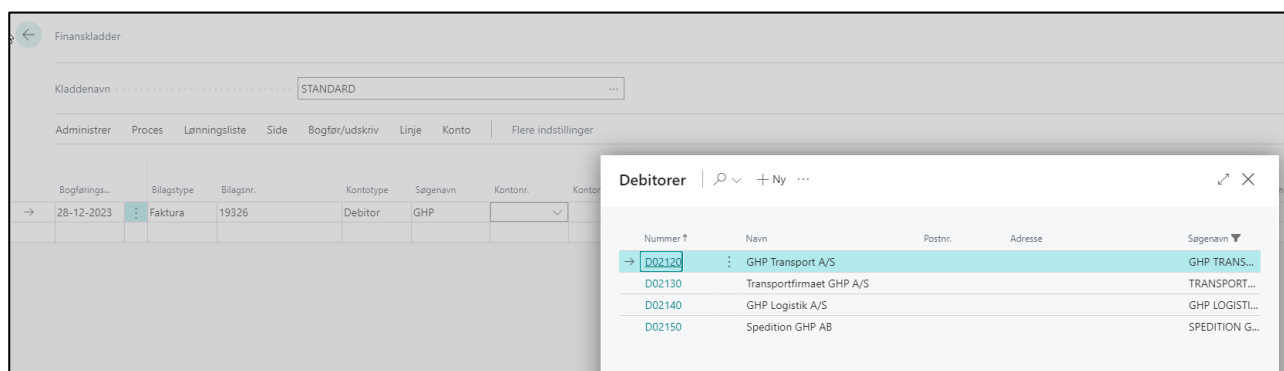 Finanskladder
Kladdenavn STANDARD ...
Administrer Proces Lønningsliste Side Bogfør/udskriv Linje Konto Flere indstillinger
Debitorer + Ny ...
Bogførings... Bilagstype Bilagsnr. Kontotype Søgenavn Kontonr.
28-12-2023 Faktura 19326 Debitor GHP
Nummer Navn Postnr. Adresse Søgenavn
D02120 GHP Transport A/S GHP TRANS...
D02130 Transportfirmaet GHP A/S TRANSPORT...
D02140 GHP Logistik A/S GHP LOGISTI...
D02150 Spedition GHP AB SPEDITION G...